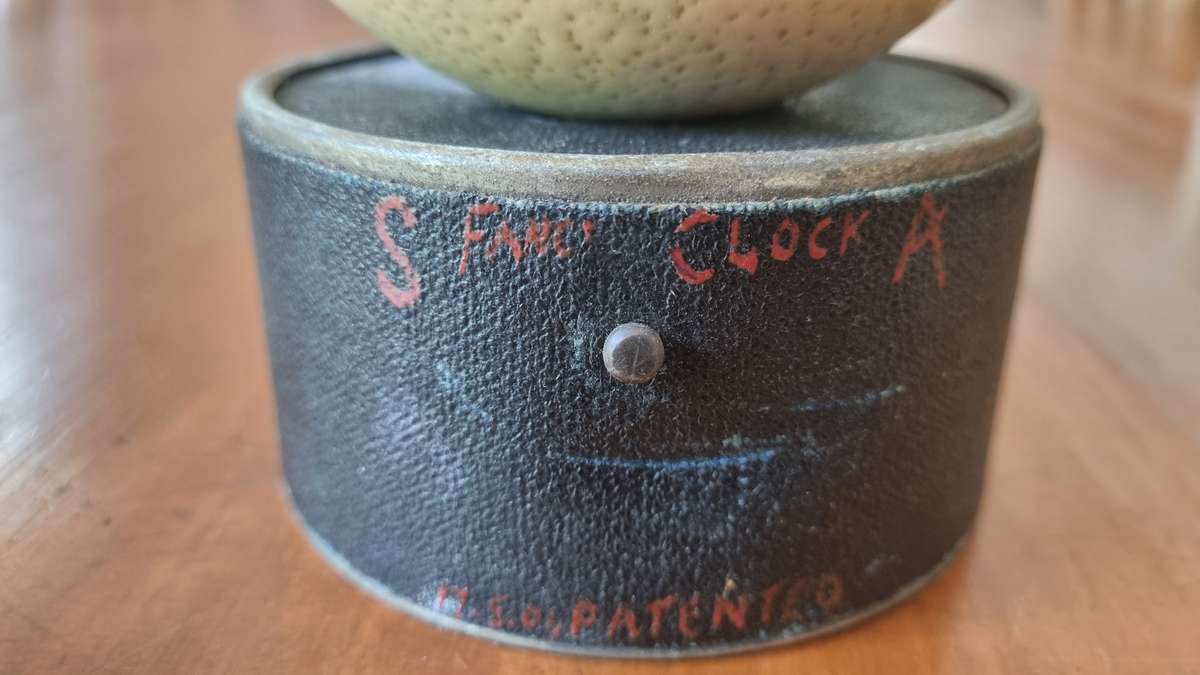 S FANCY CLOCK A
M.S.O. PATENTED